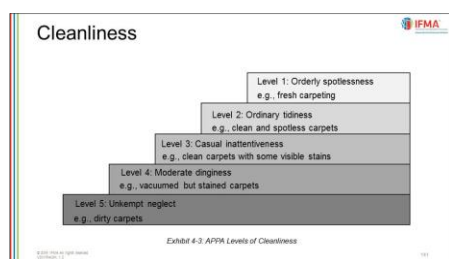 Cleanliness
IFMA
Level 1: Orderly spotlessness
e.g., fresh carpeting
Level 2: Ordinary tidiness
e.g., clean and spotless carpets
Level 3: Casual inattentiveness
e.g., clean carpets with some visible stains
Level 4: Moderate dinginess
e.g., vacuumed but stained carpets
Level 5: Unkempt neglect
e.g., dirty carpets
Exhibit 4-3: APPA Levels of Cleanliness